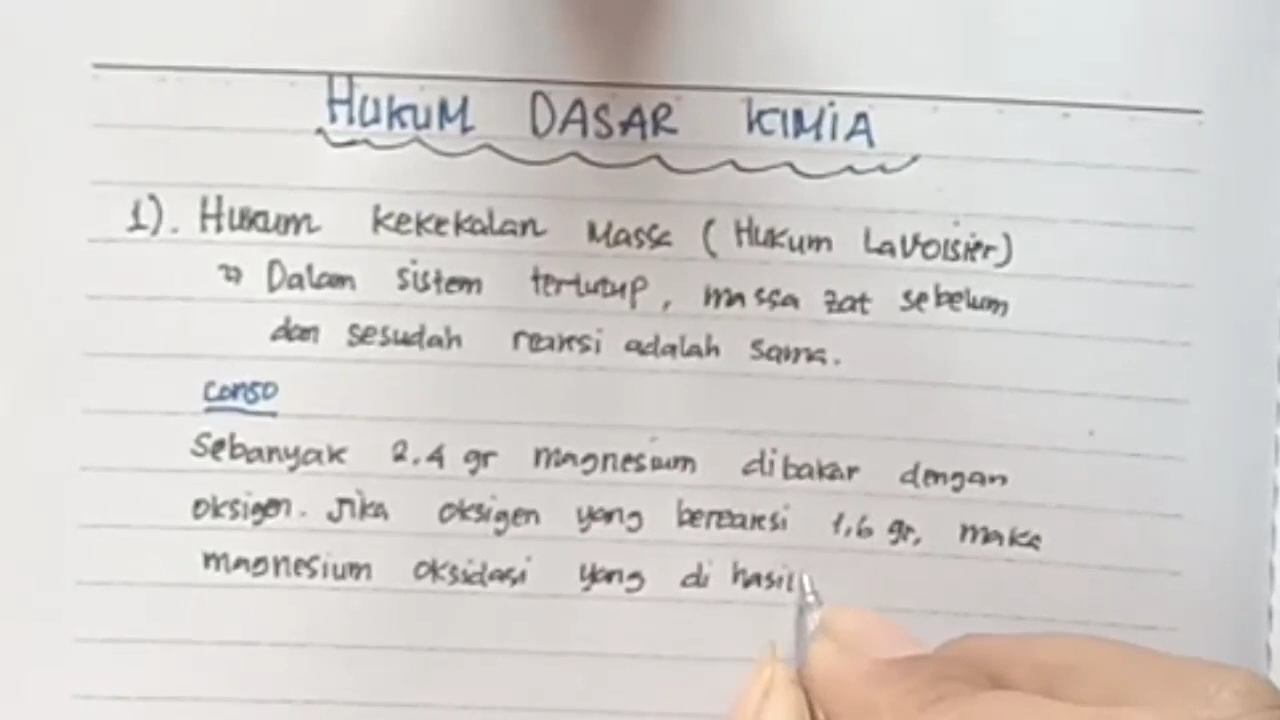 HUKUM DASAR KIMIA
1). Hukum kekekalan Massa (Hukum Lavoisier)
⇒ Dalam sistem tertutup, massa zat sebelum
dan sesudah reaksi adalah sama.
conso
Sebanyak 2.4 gr magnesium dibakar dengan
oksigen. Jika oksigen yang bereaksi 1,6 gr, maka
magnesium oksidasi yang di hasil